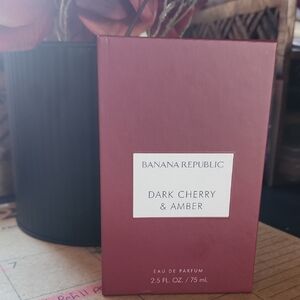 BANANA REPUBLIC
DARK CHERRY
& AMBER
EAU DE PARFUM
2.5 FL. OZ. / 75 mL